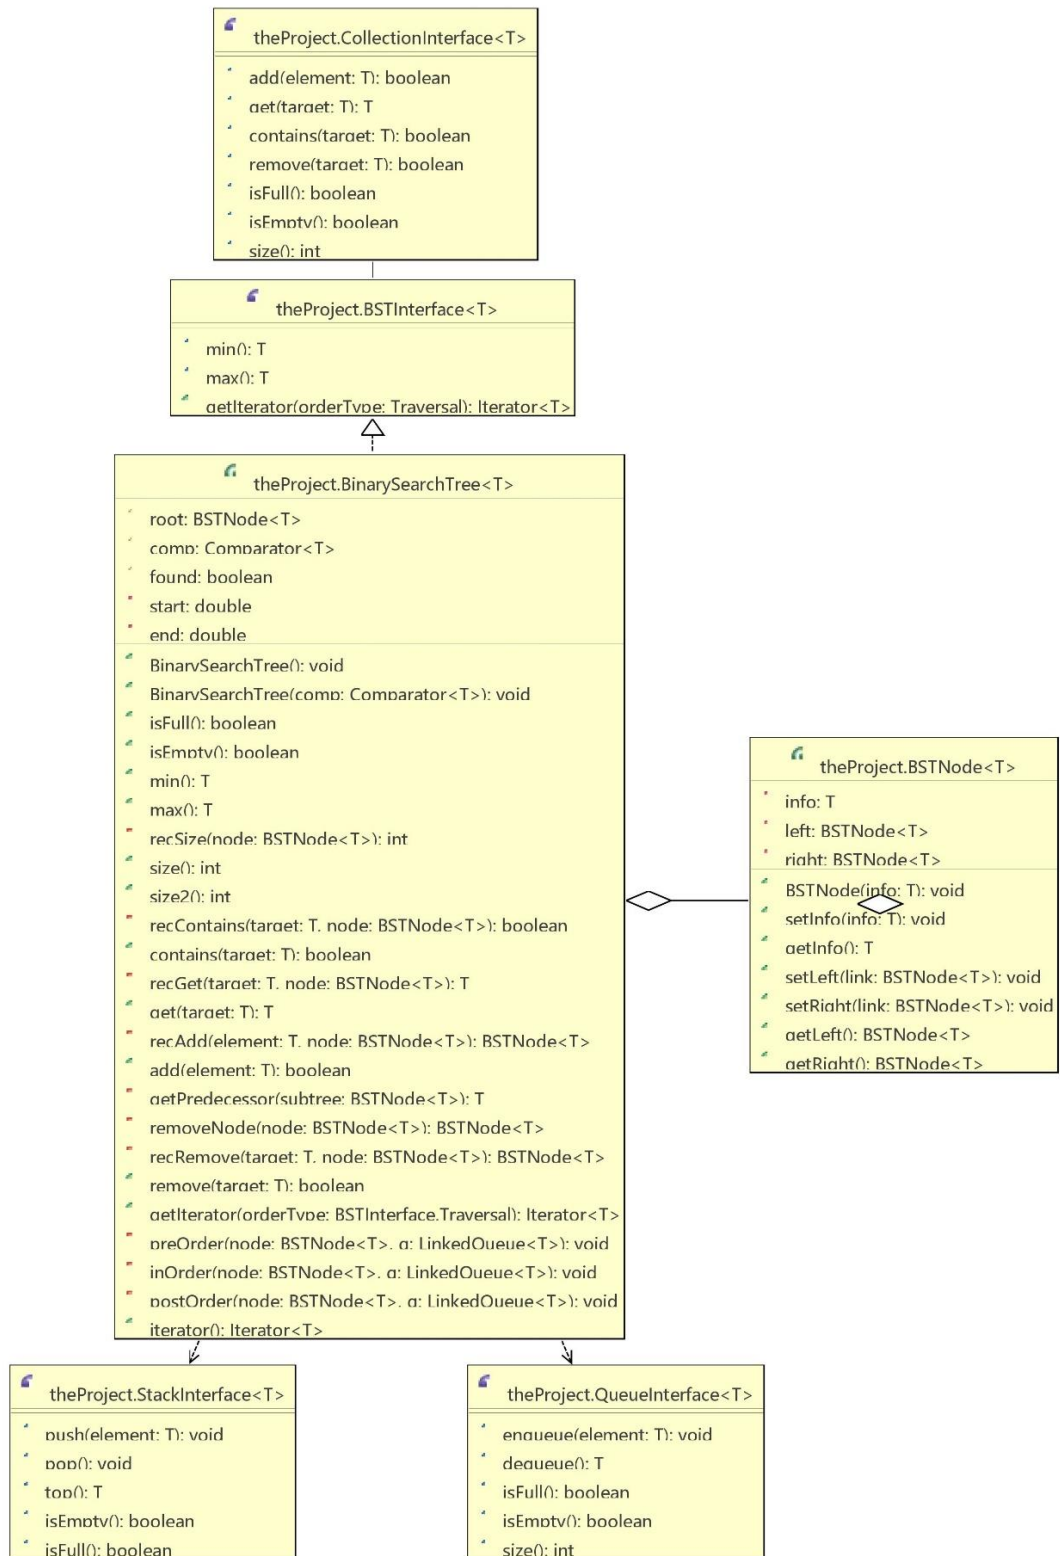 theProject.CollectionInterface<T>
add(element: T): boolean
get(target: T): T
contains(target: T): boolean
remove(target: T): boolean
isFull(): boolean
isEmpty(): boolean
size(): int
theProject.BSTInterface<T>
min(): T
max(): T
getIterator(orderType: Traversal): Iterator<T>
theProject.BinarySearchTree<T>
root: BSTNode<T>
comp: Comparator<T>
found: boolean
start: double
end: double
BinarySearchTree(): void
BinarySearchTree(comp: Comparator<T>): void
isFull(): boolean
isEmpty(): boolean
min(): T
max(): T
recSize(node: BSTNode<T>): int
size(): int
size2(): int
recContains(target: T, node: BSTNode<T>): boolean
contains(target: T): boolean
recGet(target: T, node: BSTNode<T>): T
get(target: T): T
recAdd(element: T, node: BSTNode<T>): BSTNode<T>
add(element: T): boolean
getPredecessor(subtree: BSTNode<T>): T
removeNode(node: BSTNode<T>): BSTNode<T>
recRemove(target: T, node: BSTNode<T>): BSTNode<T>
remove(target: T): boolean
getIterator(orderType: BSTInterface.Traversal): Iterator<T>
preOrder(node: BSTNode<T>, q: LinkedQueue<T>): void
inOrder(node: BSTNode<T>, q: LinkedQueue<T>): void
postOrder(node: BSTNode<T>, q: LinkedQueue<T>): void
iterator(): Iterator<T>
theProject.BSTNode<T>
info: T
left: BSTNode<T>
right: BSTNode<T>
BSTNode(info: T): void
setInfo(info: T): void
getInfo(): T
setLeft(link: BSTNode<T>): void
setRight(link: BSTNode<T>): void
getLeft(): BSTNode<T>
getRight(): BSTNode<T>
theProject.StackInterface<T>
push(element: T): void
pop(): void
top(): T
isEmpty(): boolean
isFull(): boolean
theProject.QueueInterface<T>
enqueue(element: T): void
dequeue(): T
isFull(): boolean
isEmpty(): boolean
size(): int